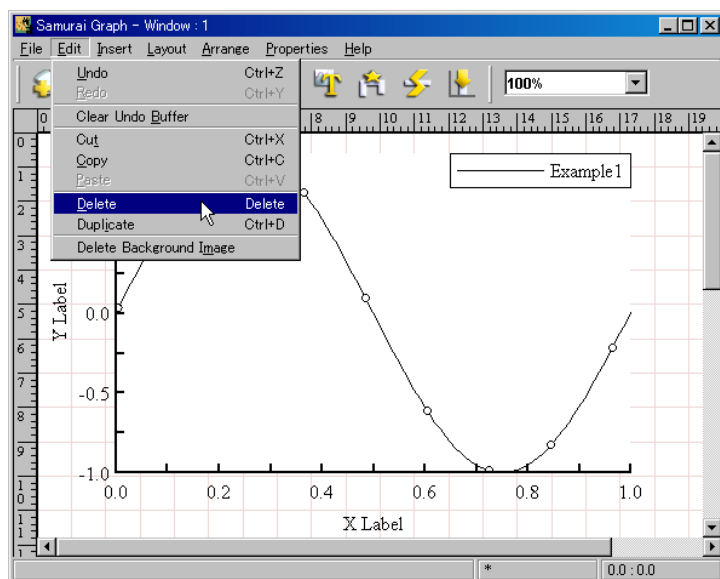 Samurai Graph - Window : 1
File Edit Insert Layout Arrange Properties Help
Undo Ctrl+Z
Redo Ctrl+Y
Clear Undo Buffer
Cut Ctrl+X
Copy Ctrl+C
Paste Ctrl+V
Delete Delete
Duplicate Ctrl+D
Delete Background Image
100%
0 8 9 10 11 12 13 14 15 16 17 18 19
0
1
2
3
4
5
6
7
8
9
10
11
Example1
Y Label
0.0
-0.5
-1.0
0.0 0.2 0.4 0.6 0.8 1.0
X Label
* 0.0 : 0.0